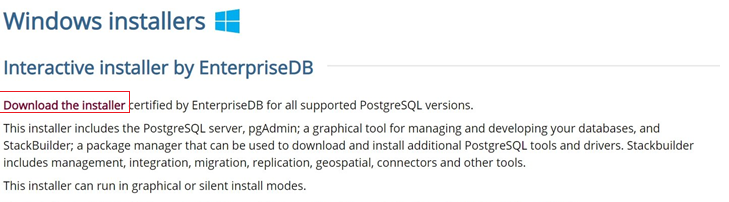 Windows installers
Interactive installer by EnterpriseDB
Download the installer certified by EnterpriseDB for all supported PostgreSQL versions.
This installer includes the PostgreSQL server, pgAdmin; a graphical tool for managing and developing your databases, and
StackBuilder; a package manager that can be used to download and install additional PostgreSQL tools and drivers. Stackbuilder
includes management, integration, migration, replication, geospatial, connectors and other tools.
This installer can run in graphical or silent install modes.